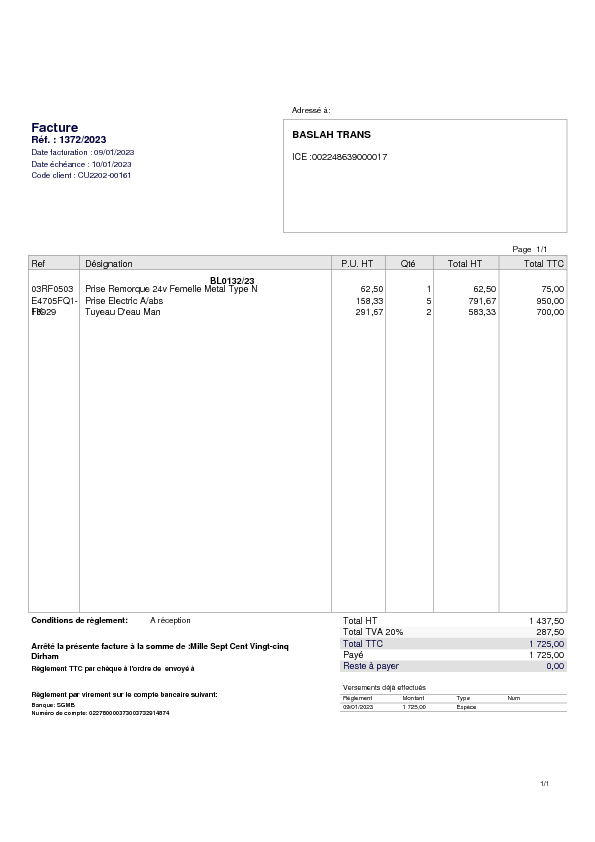 Adressé à:
Facture
Réf. : 1372/2023
Date facturation : 09/01/2023
Date échéance : 10/01/2023
Code client : CU2202-00161
BASLAH TRANS
ICE :002248639000017
Page 1/1
Ref Désignation P.U. HT Qté Total HT Total TTC
BL0132/23
03RF0503 Prise Remorque 24v Femelle Metal Type N 62,50 1 62,50 75,00
E4705FQ1- Prise Electric A/abs 158,33 5 791,67 950,00
Tuyeau D'eau Man 291,67 2 583,33 700,00
Conditions de règlement: A réception
Total HT 1 437,50
Total TVA 20% 287,50
Total TTC 1 725,00
Payé 1 725,00
Reste à payer 0,00
Arrêté la présente facture à la somme de :Mille Sept Cent Vingt-cinq
Dirham
Règlement TTC par chèque à l'ordre de envoyé à
Règlement par virement sur le compte bancaire suivant:
Banque: SGMB
Numéro de compte: 022780000373003732914874
Versements déjà effectués
Règlement Montant Type Num
09/01/2023 1 725,00 Espèce
1/1